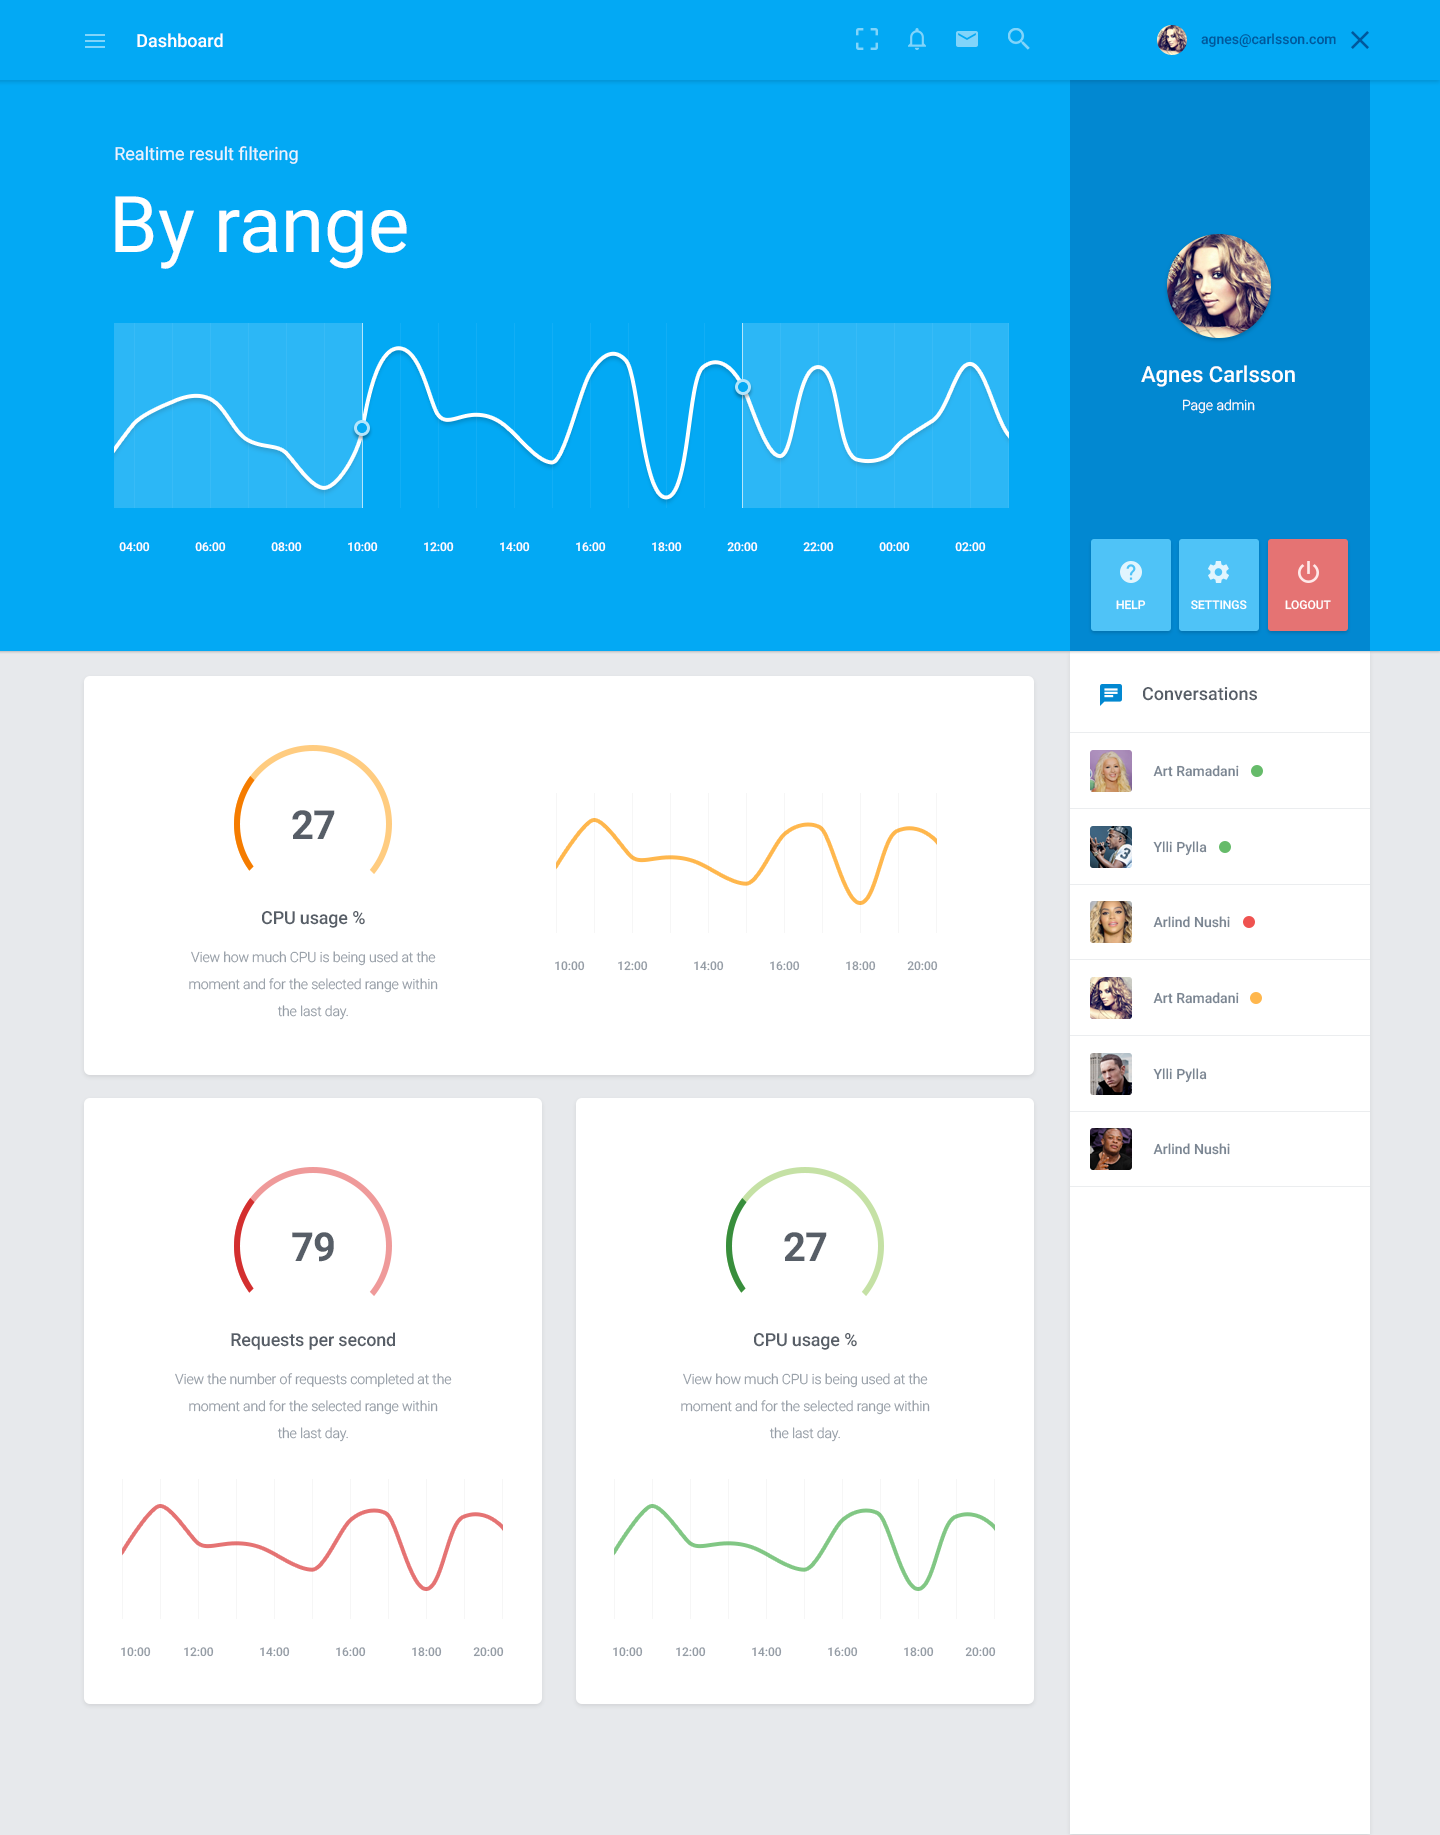 Dashboard
agnes@carlsson.com
Realtime result filtering
By range
04:00 06:00 08:00 10:00 12:00 14:00 16:00 18:00 20:00 22:00 00:00 02:00
Agnes Carlsson
Page admin
HELP SETTINGS LOGOUT
27
CPU usage %
View how much CPU is being used at the
moment and for the selected range within
the last day.
10:00 12:00 14:00 16:00 18:00 20:00
79
Requests per second
View the number of requests completed at the
moment and for the selected range within
the last day.
10:00 12:00 14:00 16:00 18:00 20:00
27
CPU usage %
View how much CPU is being used at the
moment and for the selected range within
the last day.
10:00 12:00 14:00 16:00 18:00 20:00
Conversations
Art Ramadani
Ylli Pylla
Arlind Nushi
Art Ramadani
Ylli Pylla
Arlind Nushi